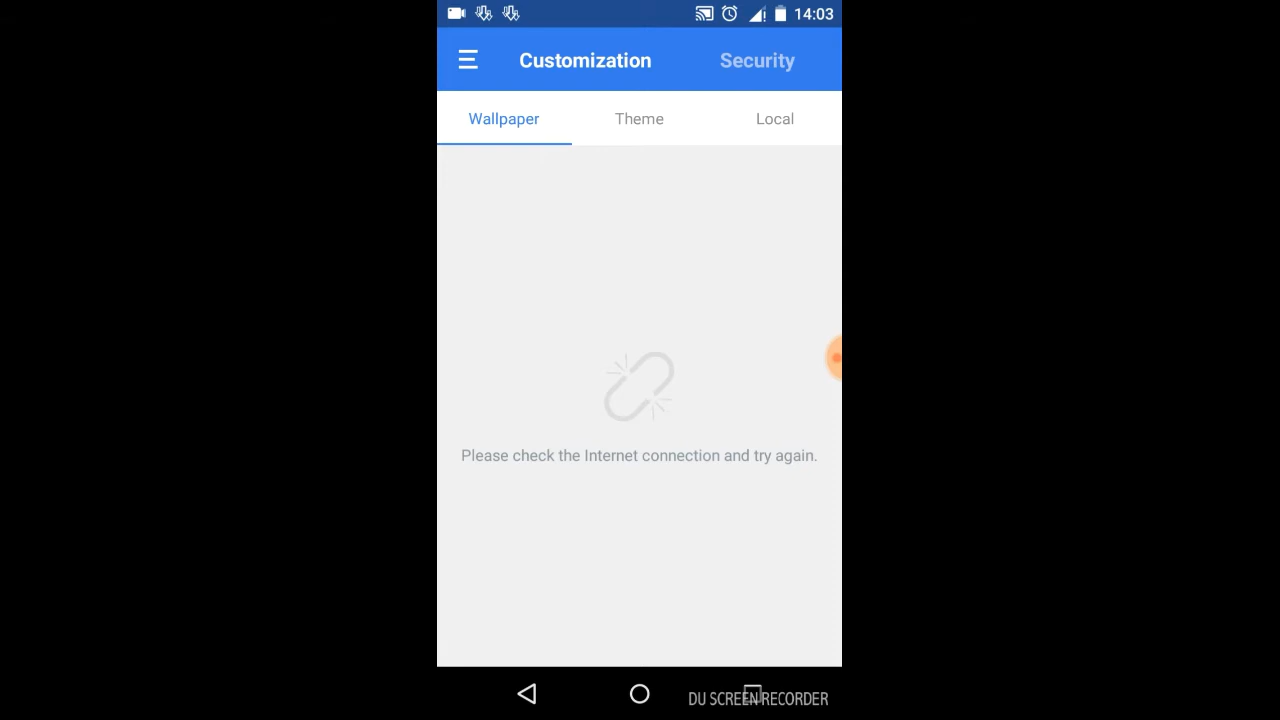 14:03
Customization Security
Wallpaper Theme Local
Please check the Internet connection and try again.
DU SCREEN RECORDER